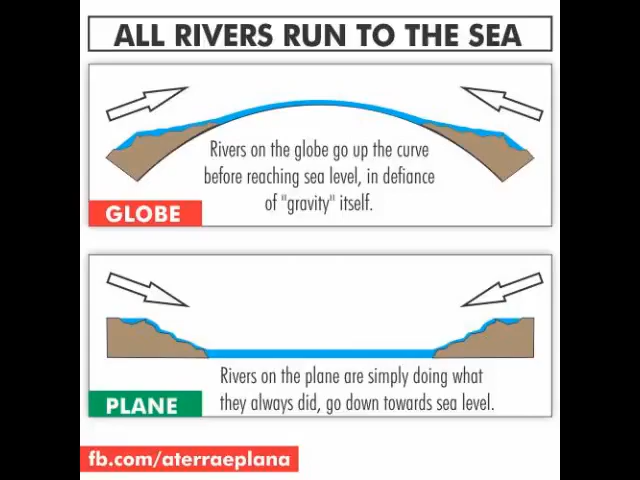 ALL RIVERS RUN TO THE SEA
Rivers on the globe go up the curve
before reaching sea level, in defiance
of "gravity" itself.
GLOBE
Rivers on the plane are simply doing what
they always did, go down towards sea level.
PLANE
fb.com/aterraeplana